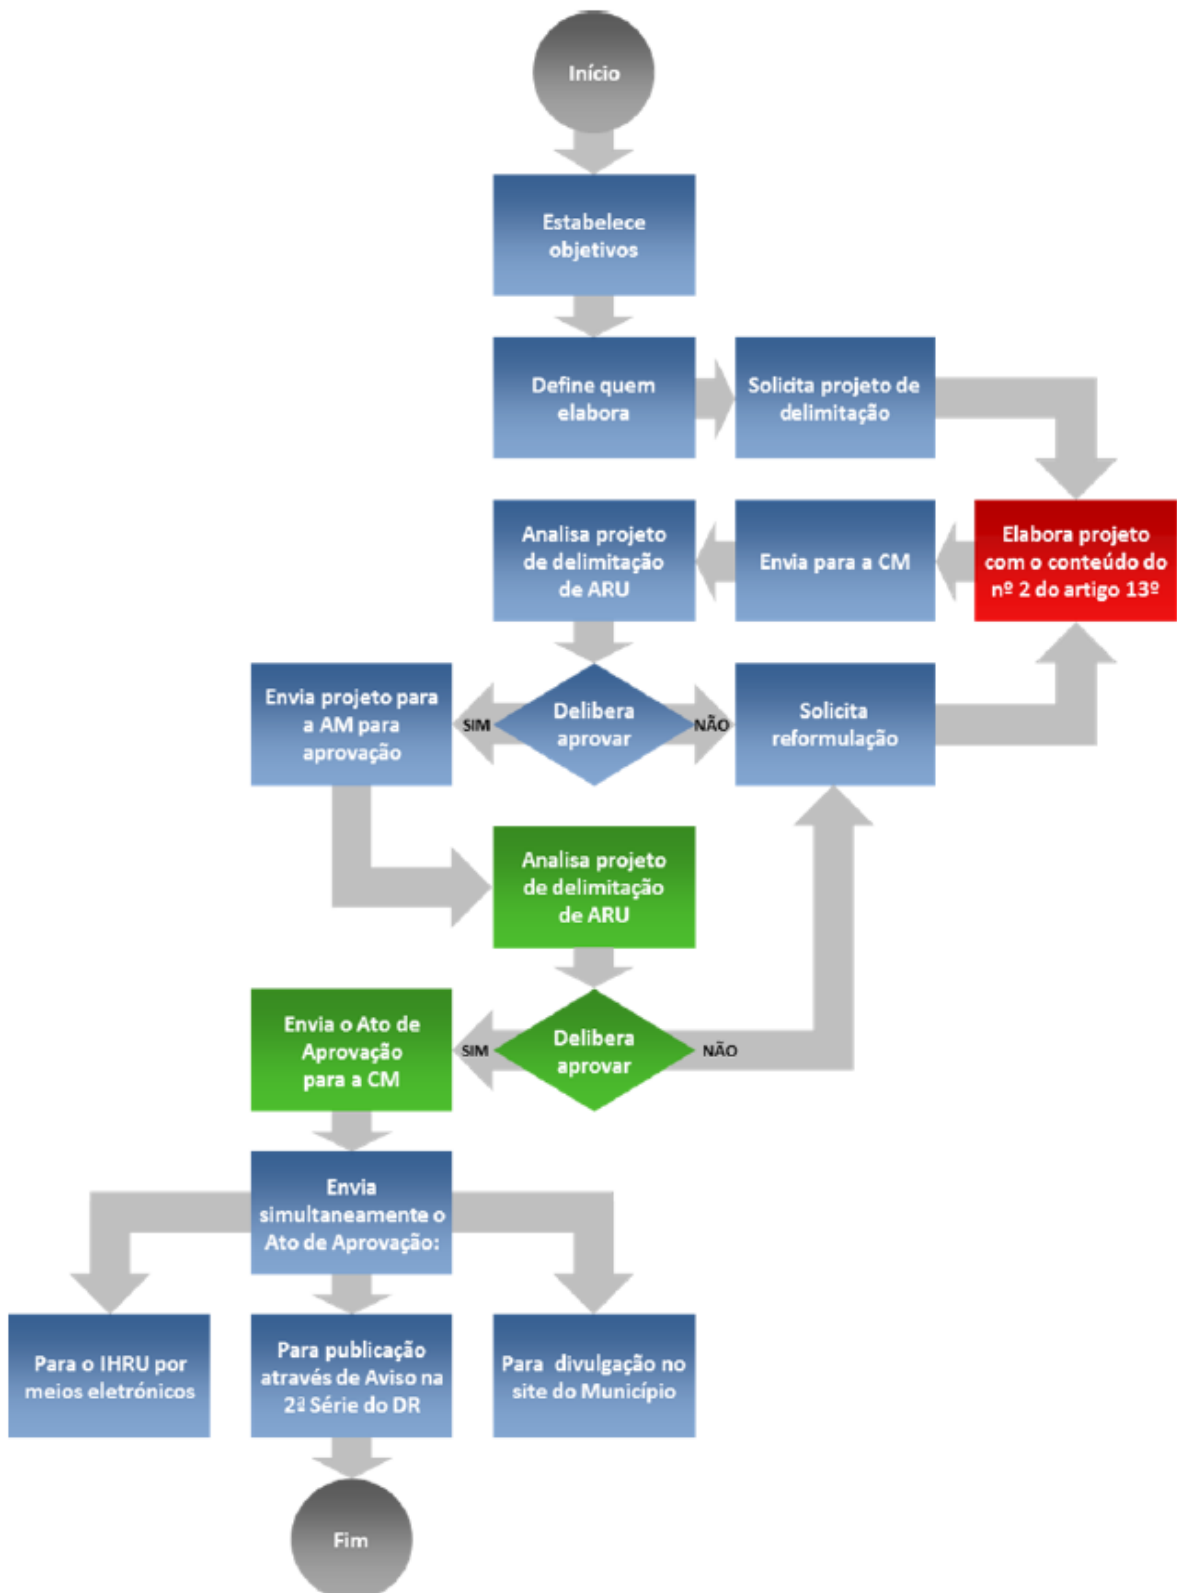 Início
Estabelece
objetivos
Define quem
elabora
Solicita projeto de
delimitação
Elabora projeto
com o conteúdo do
nº 2 do artigo 13º
Envia para a CM
Analisa projeto
de delimitação
de ARU
Delibera
aprovar
SIM
NÃO
Envia projeto para
a AM para
aprovação
Solicita
reformulação
Analisa projeto
de delimitação
de ARU
Delibera
aprovar
SIM
NÃO
Envia o Ato de
Aprovação
para a CM
Envia
simultaneamente o
Ato de Aprovação:
Para o IHRU por
meios eletrónicos
Para publicação
através de Aviso na
2ª Série do DR
Para divulgação no
site do Município
Fim